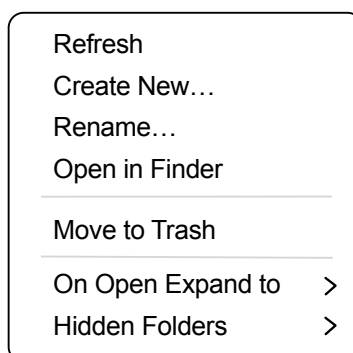 Refresh
Create New…
Rename…
Open in Finder
Move to Trash
On Open Expand to
Hidden Folders